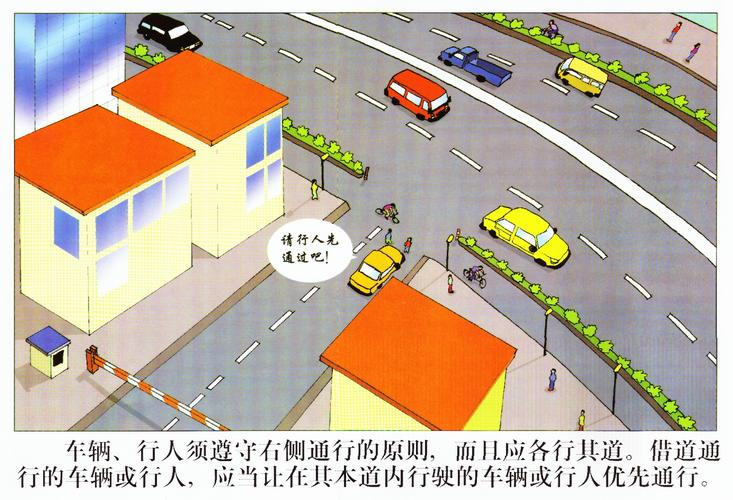 请行人先
通过吧!
车辆、行人须遵守右侧通行的原则，而且应各行其道。借道通
行的车辆或行人，应当让在其本道内行驶的车辆或行人优先通行。